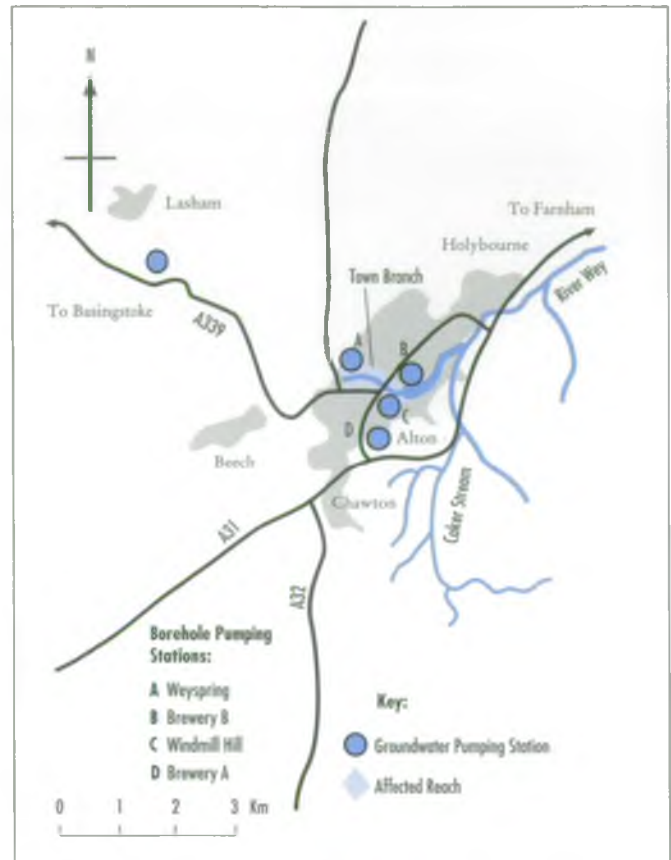 N
Lasham
To Farnham
Holybourne
Town Branch
River Wey
To Basingstoke
A339
A
B
C
D
Alton
Beech
Chawton
Caker Stream
A31
A32
Borehole Pumping
Stations:
A Weyspring
B Brewery B
C Windmill Hill
D Brewery A
Key:
Groundwater Pumping Station
Affected Reach
0 1 2 3 Km